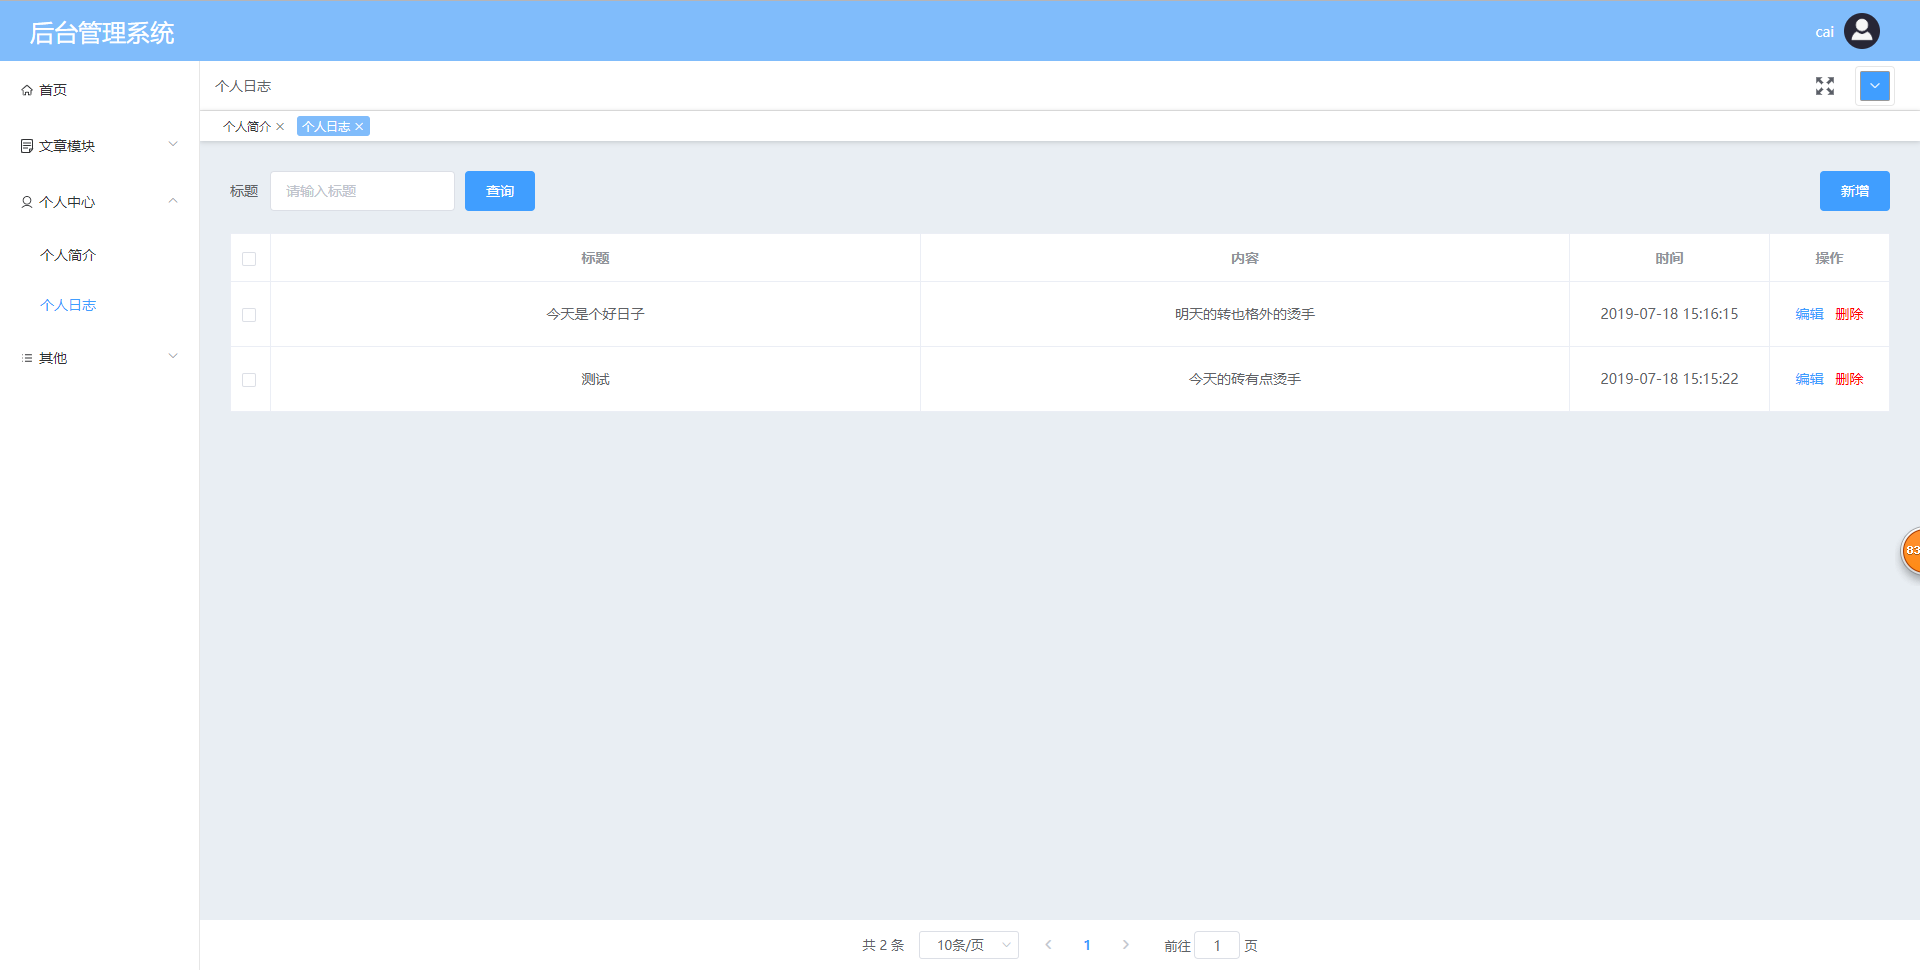 后台管理系统
cai
首页
文章模块
个人中心
个人简介
个人日志
其他
个人日志
个人简介 个人日志
标题 请输入标题 查询 新增
标题 内容 时间 操作
今天是个好日子 明天的转也格外的烫手 2019-07-18 15:16:15 编辑 删除
测试 今天的砖有点烫手 2019-07-18 15:15:22 编辑 删除
83
共 2 条 10条/页 1 前往 1 页